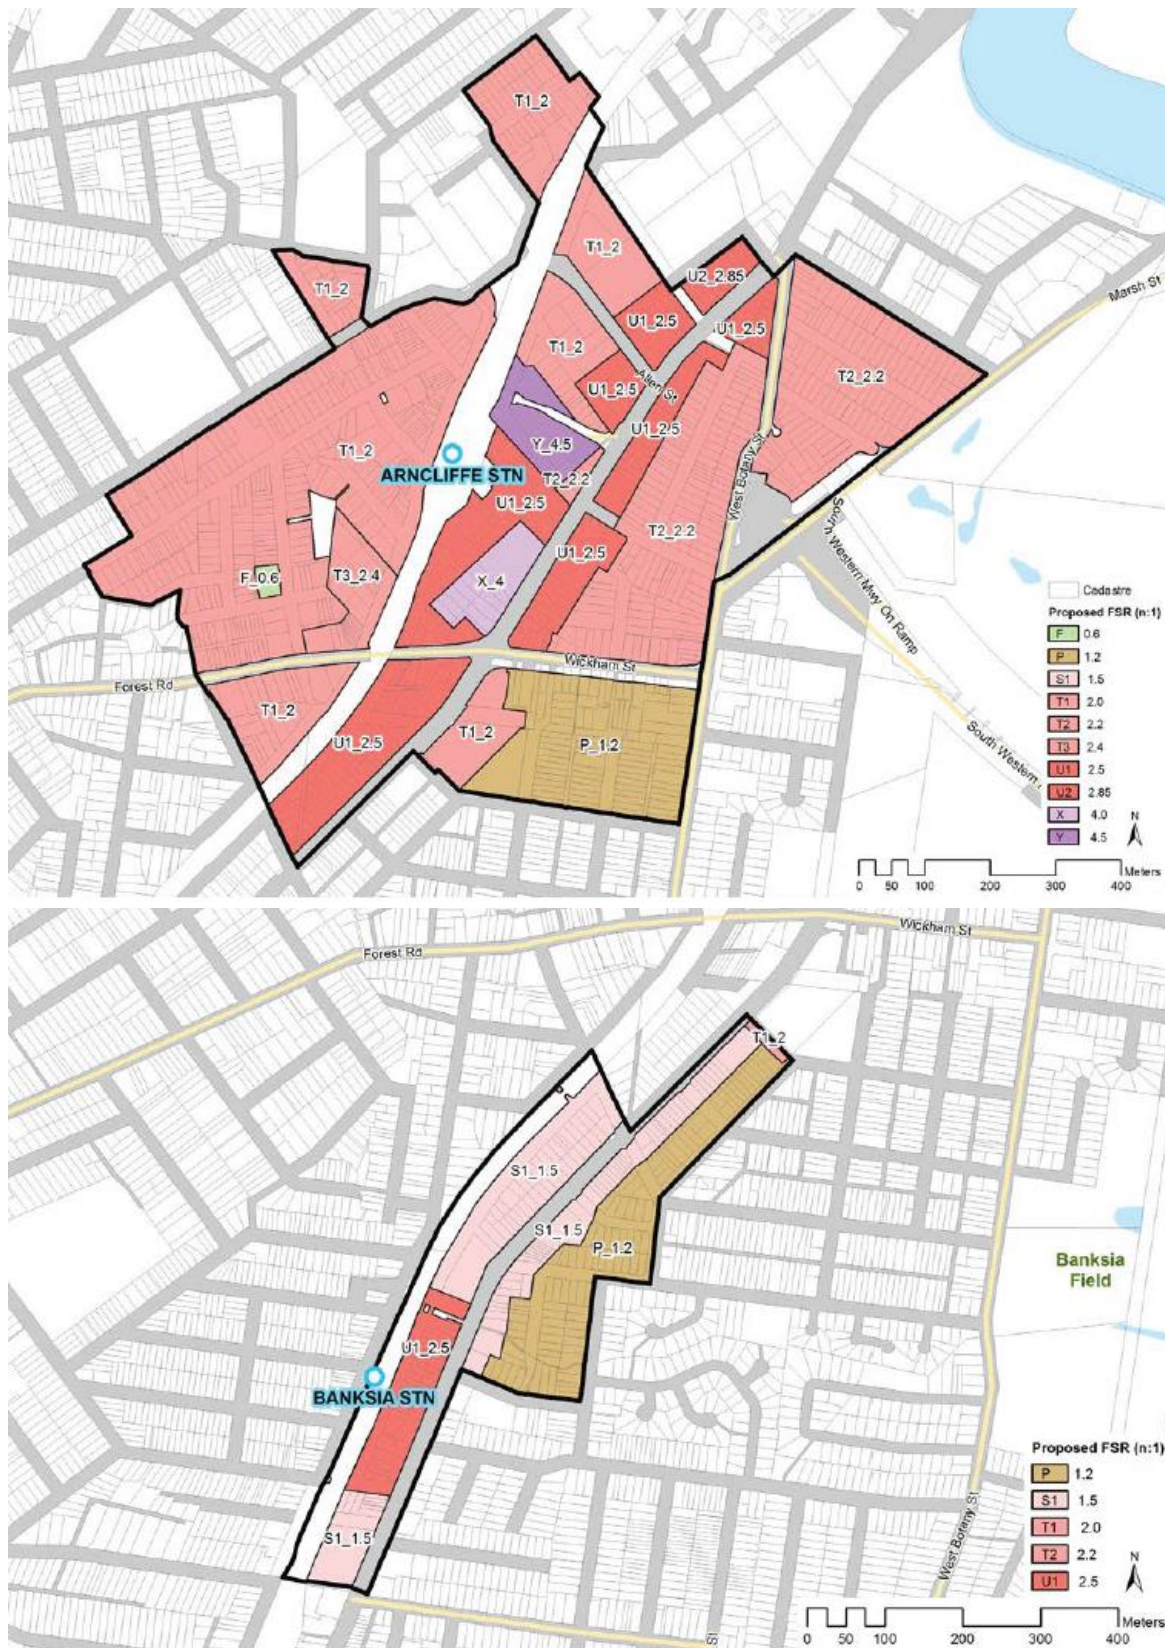 T1_2
T1_2
U2_2.85
T1_2
U1_2.5
U1_2.5
Marsh St
T1_2
T2_2.2
Allen St
U1_2.5
U1_2.5
T1_2
Y_4.5
ARNCLIFFE STN
T2_2.2
West Botany St
U1_2.5
T2_2.2
U1_2.5
F_0.6
T3_2.4
X_4
South Western Mwy On Ramp
Wickham St
Forest Rd
T1_2
T1_2
U1_2.5
P_1.2
South Western
Cadastre
Proposed FSR (n:1)
F 0.6
P 1.2
S1 1.5
T1 2.0
T2 2.2
T3 2.4
U1 2.5
U2 2.85
X 4.0
Y 4.5
N
Meters
0 50 100 200 300 400
Wickham St
Forest Rd
T1_2
S1_1.5
S1_1.5
P_1.2
Banksia
Field
U1_2.5
BANKSIA STN
S1_1.5
West Botany St
Proposed FSR (n:1)
P 1.2
S1 1.5
T1 2.0
T2 2.2
U1 2.5
N
Meters
0 50 100 200 300 400
St